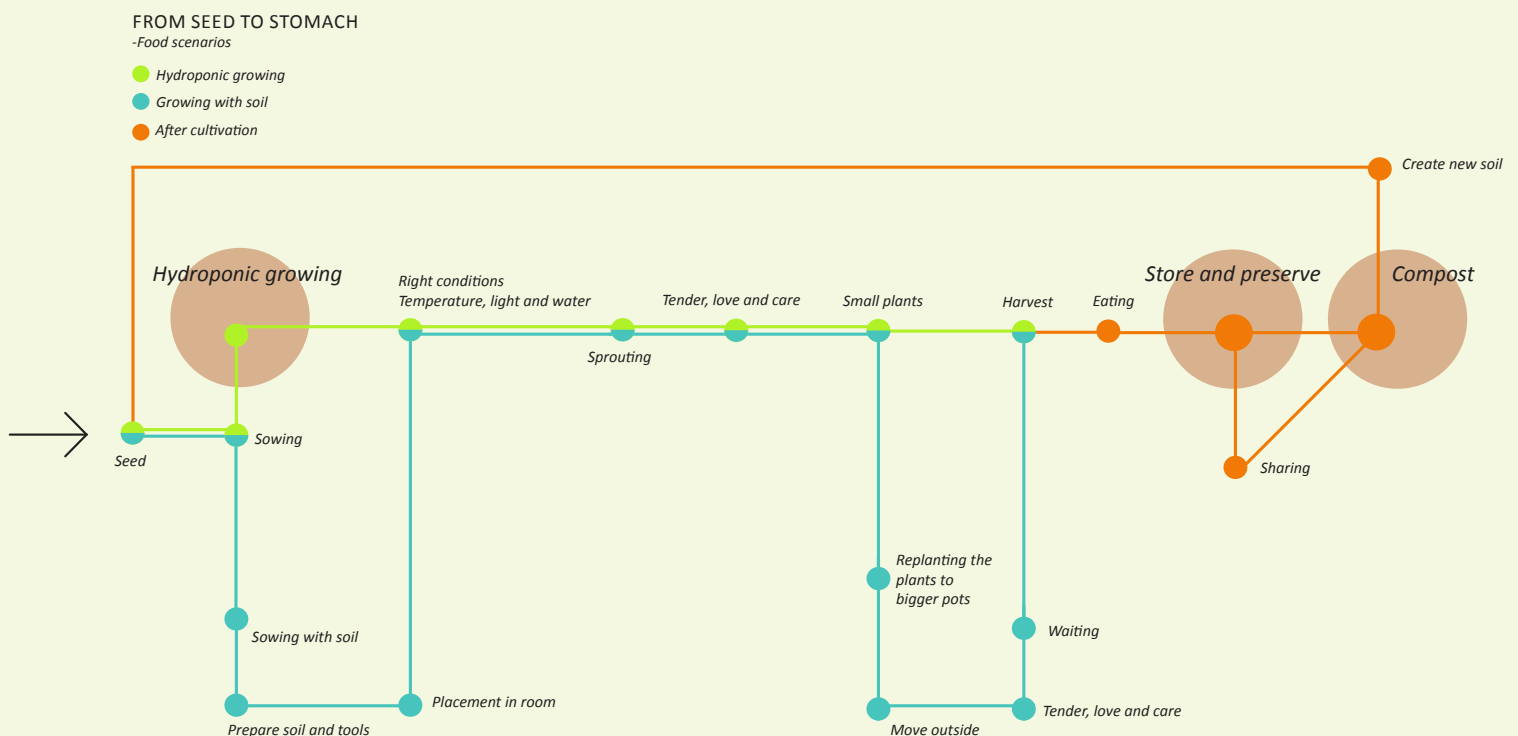 FROM SEED TO STOMACH
-Food scenarios
Hydroponic growing
Growing with soil
After cultivation
Create new soil
Hydroponic growing
Right conditions
Temperature, light and water
Tender, love and care
Small plants
Harvest
Eating
Store and preserve
Compost
Sprouting
Seed
Sowing
Sharing
Replanting the
plants to
bigger pots
Sowing with soil
Waiting
Placement in room
Prepare soil and tools
Move outside
Tender, love and care